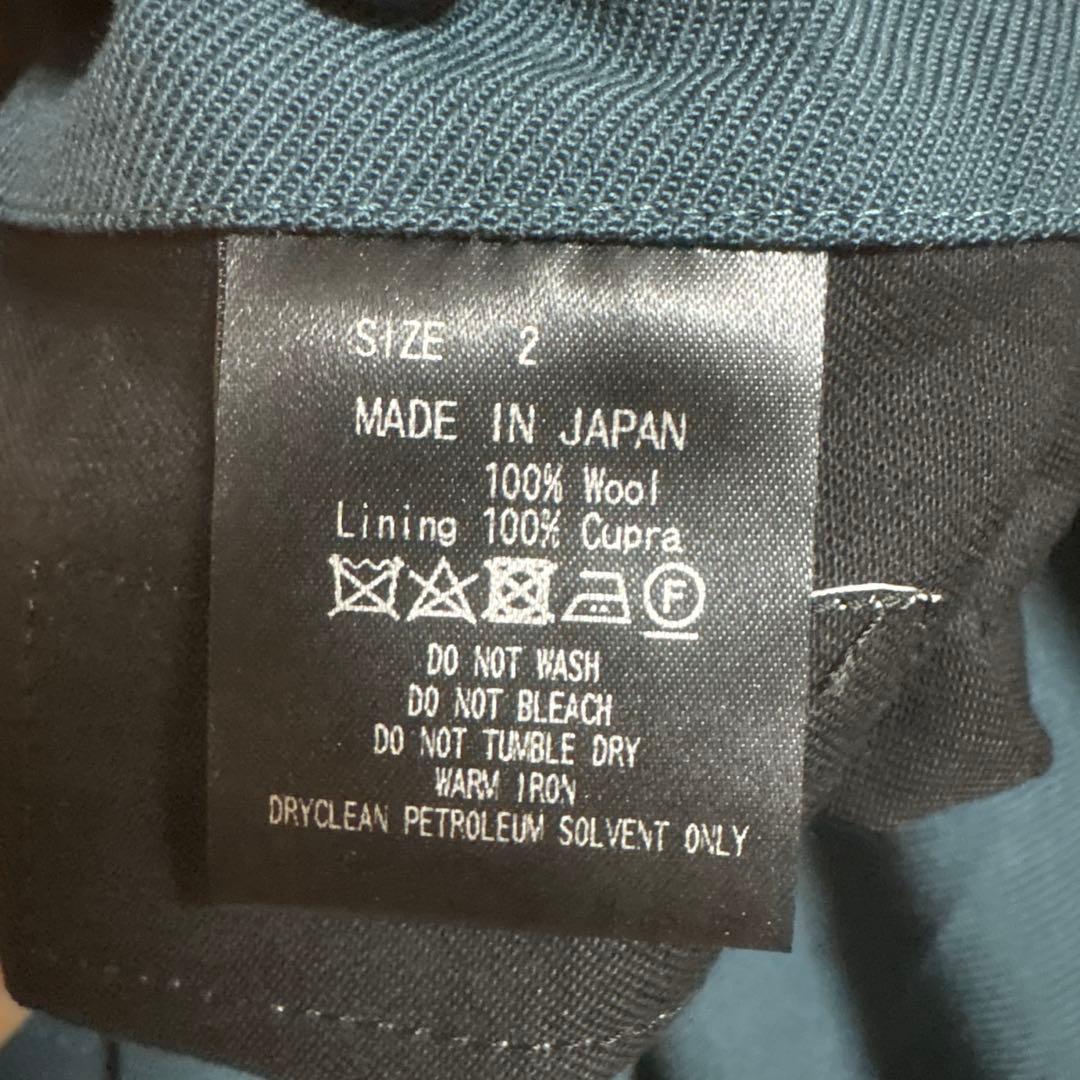 SIZE 2
MADE IN JAPAN
100% Wool
Lining 100% Cupra
F
DO NOT WASH
DO NOT BLEACH
DO NOT TUMBLE DRY
WARM IRON
DRYCLEAN PETROLEUM SOLVENT ONLY